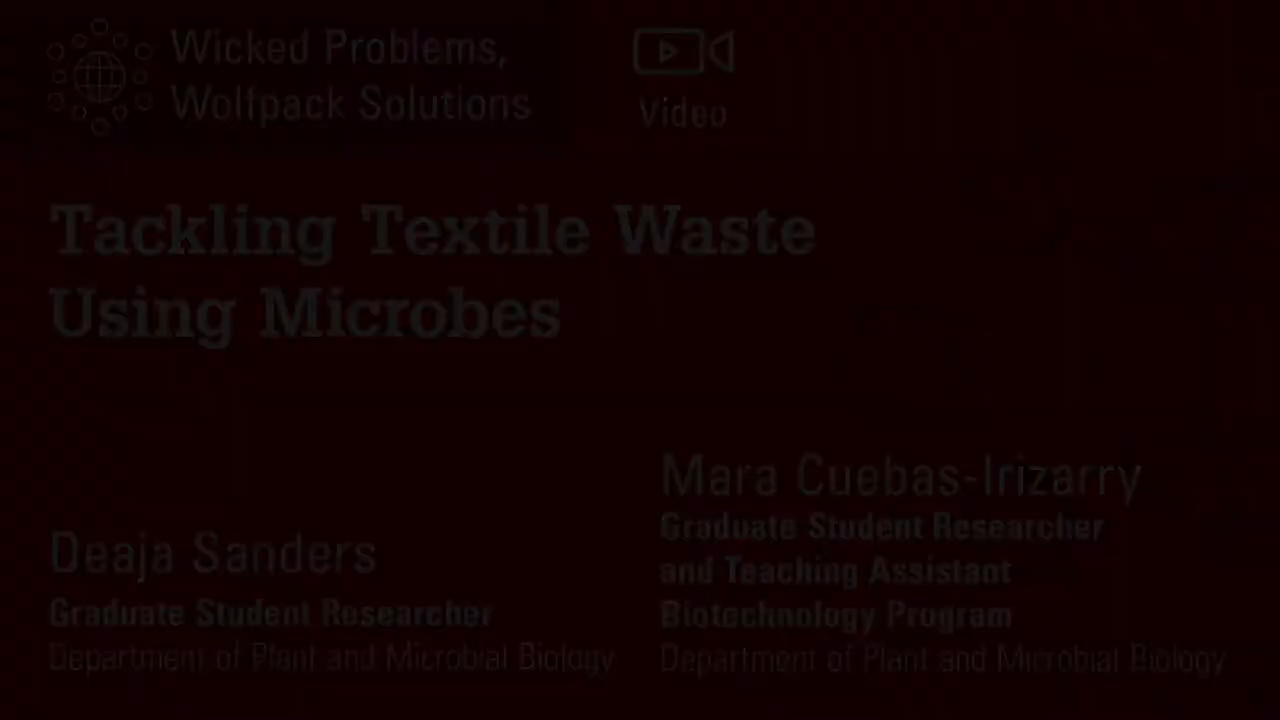 Wicked Problems,
Wolfpack Solutions
Video
Tackling Textile Waste
Using Microbes
Deaja Sanders
Graduate Student Researcher
Department of Plant and Microbial Biology
Mara Cuebas-Irizarry
Graduate Student Researcher
and Teaching Assistant
Biotechnology Program
Department of Plant and Microbial Biology